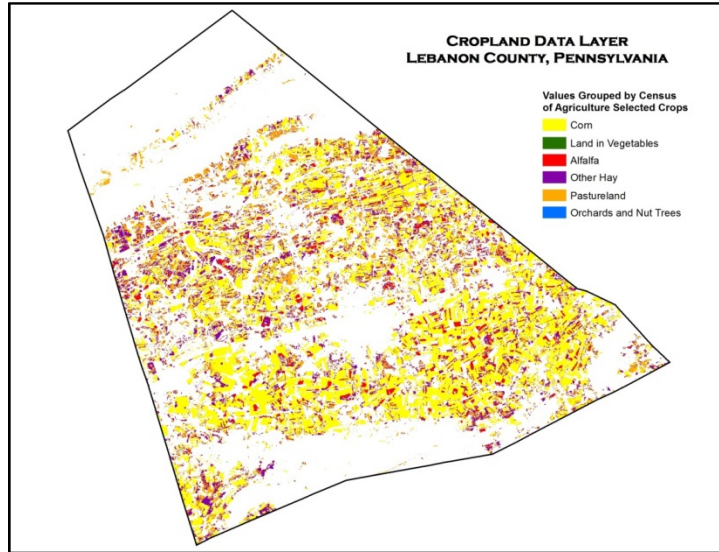 CROPLAND DATA LAYER
LEBANON COUNTY, PENNSYLVANIA
Values Grouped by Census
of Agriculture Selected Crops
Corn
Land in Vegetables
Alfalfa
Other Hay
Pastureland
Orchards and Nut Trees